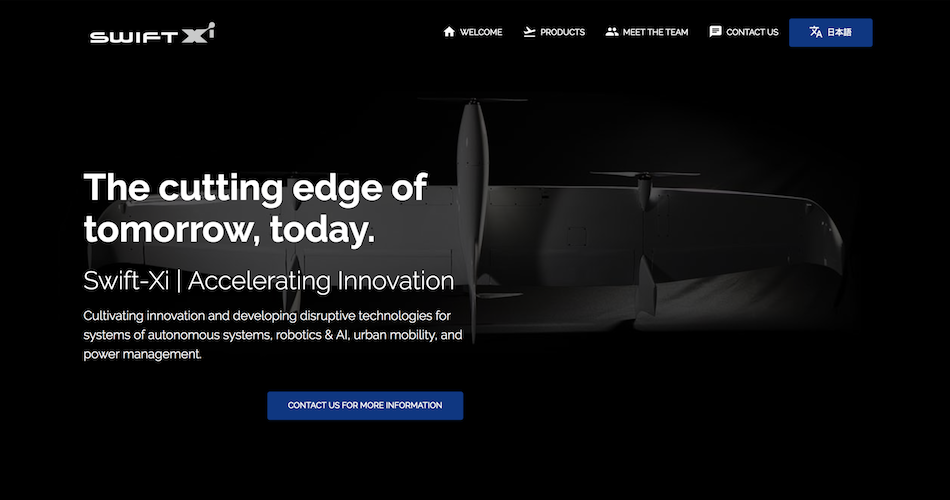 SWIFT Xi
WELCOME
PRODUCTS
MEET THE TEAM
CONTACT US
日本語
The cutting edge of
tomorrow, today.
Swift-Xi | Accelerating Innovation
Cultivating innovation and developing disruptive technologies for
systems of autonomous systems, robotics & AI, urban mobility, and
power management.
CONTACT US FOR MORE INFORMATION